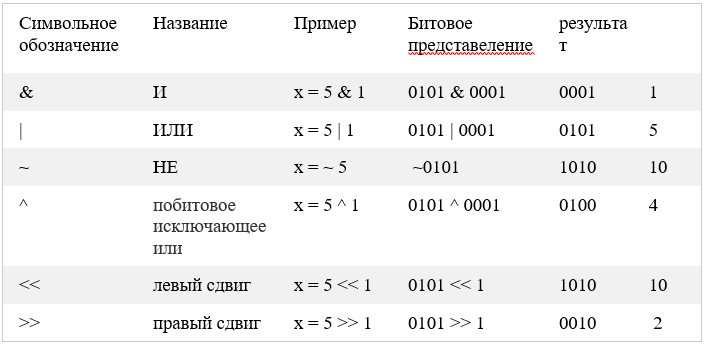 Символьное обозначение Название Пример Битовое представеление результат
& И x = 5 & 1 0101 & 0001 0001 1
| ИЛИ x = 5 | 1 0101 | 0001 0101 5
~ НЕ x = ~ 5 ~0101 1010 10
^ побитовое исключающее или x = 5 ^ 1 0101 ^ 0001 0100 4
<< левый сдвиг x = 5 << 1 0101 << 1 1010 10
>> правый сдвиг x = 5 >> 1 0101 >> 1 0010 2